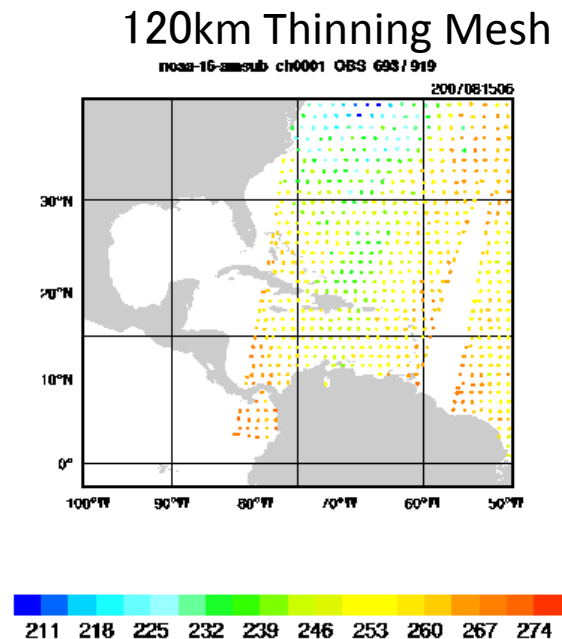 120km Thinning Mesh
noaa-16-amsub ch0001 OBS 693 / 919
2007081506
30°N
20°N
10°N
0°
100°W 90°W 80°W 70°W 60°W 50°W
211 218 225 232 239 246 253 260 267 274